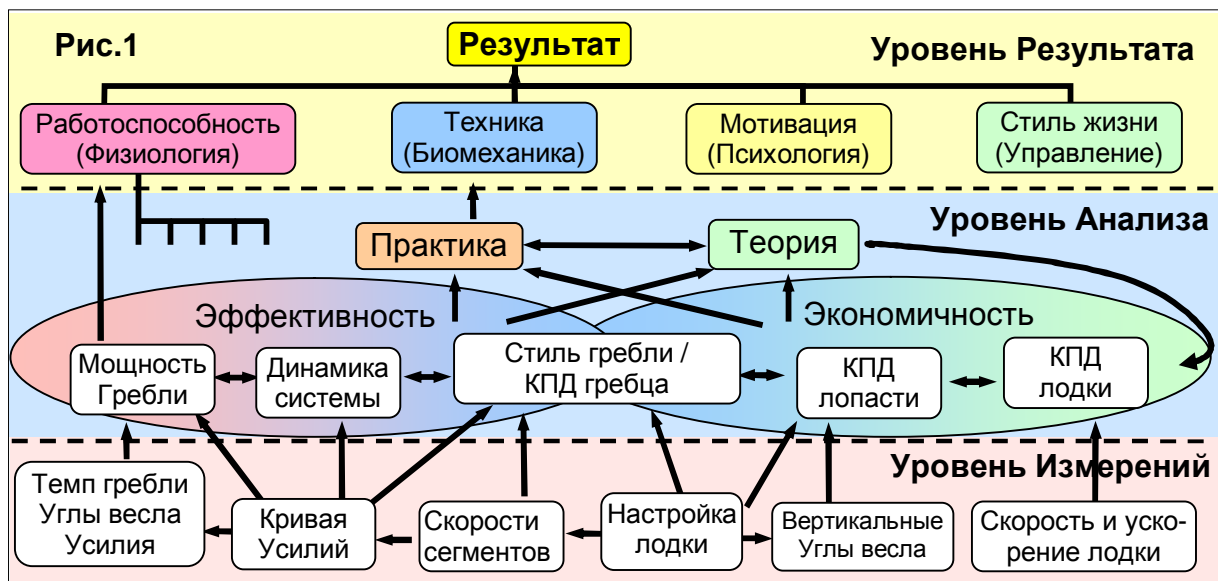 Рис.1
Результат
Уровень Результата
Работоспособность
(Физиология)
Техника
(Биомеханика)
Мотивация
(Психология)
Стиль жизни
(Управление)
Уровень Анализа
Практика
Теория
Эффективность
Экономичность
Мощность
Гребли
Динамика
системы
Стиль гребли /
КПД гребца
КПД
лопасти
КПД
лодки
Уровень Измерений
Темп гребли
Углы весла
Усилия
Кривая
Усилий
Скорости
сегментов
Настройка
лодки
Вертикальные
Углы весла
Скорость и уско-
рение лодки